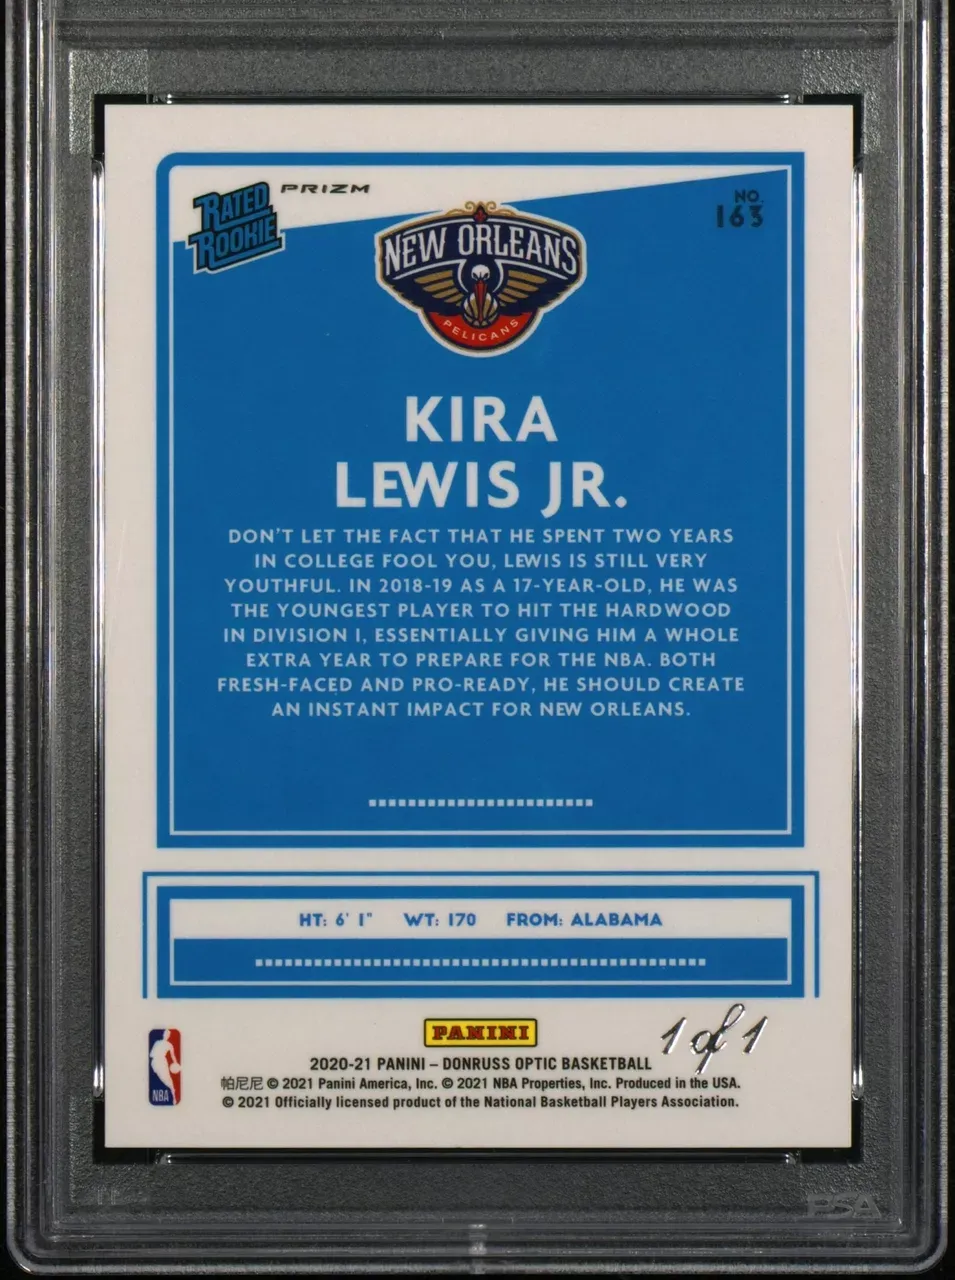 RATED
ROOKIE
PRIZM
NO.
163
NEW ORLEANS
PELICANS
KIRA
LEWIS JR.
DON'T LET THE FACT THAT HE SPENT TWO YEARS
IN COLLEGE FOOL YOU, LEWIS IS STILL VERY
YOUTHFUL. IN 2018-19 AS A 17-YEAR-OLD, HE WAS
THE YOUNGEST PLAYER TO HIT THE HARDWOOD
IN DIVISION I, ESSENTIALLY GIVING HIM A WHOLE
EXTRA YEAR TO PREPARE FOR THE NBA. BOTH
FRESH-FACED AND PRO-READY, HE SHOULD CREATE
AN INSTANT IMPACT FOR NEW ORLEANS.
HT: 6' 1" WT: 170 FROM: ALABAMA
PANINI
1 of 1
2020-21 PANINI – DONRUSS OPTIC BASKETBALL
帕尼尼 © 2021 Panini America, Inc. © 2021 NBA Properties, Inc. Produced in the USA.
© 2021 Officially licensed product of the National Basketball Players Association.
NBA
PSA